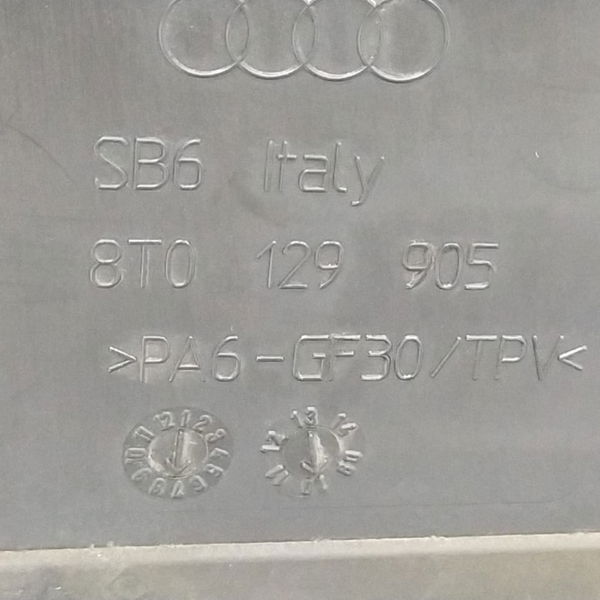 SB6 Italy
8T0 129 905
>PA6-GF30/TPV<